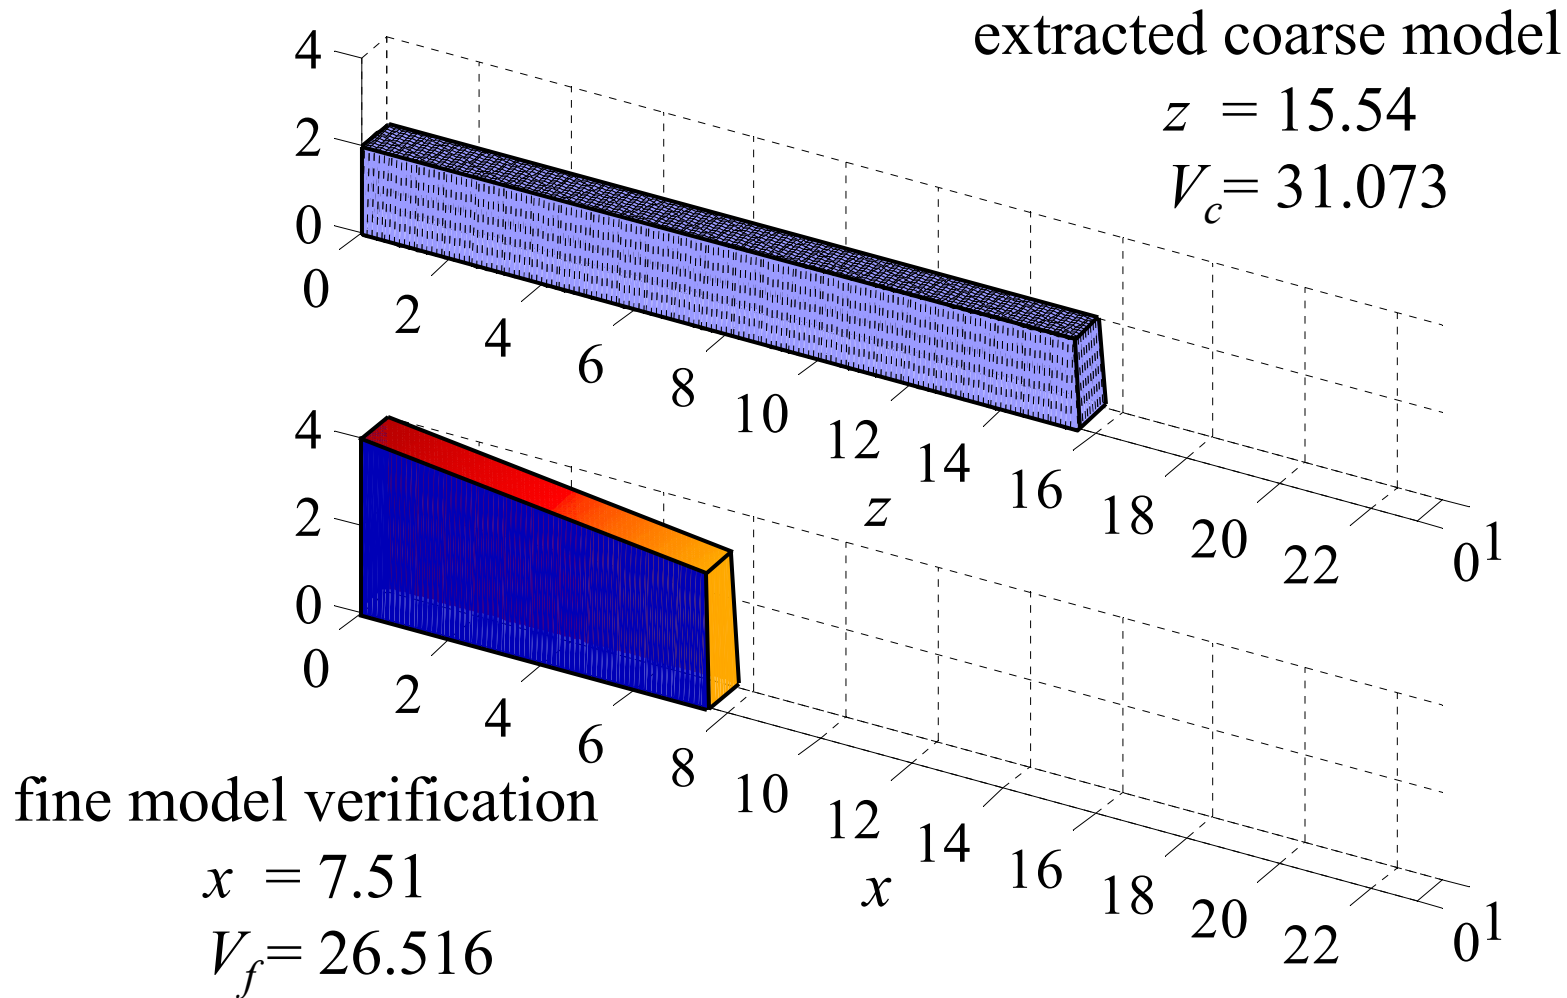 extracted coarse model
z = 15.54
V_c = 31.073
4
2
0
0 2 4 6 8 10 12 14 16 18 20 22 0 1
z
4
2
0
0 2 4 6 8 10 12 14 16 18 20 22 0 1
x
fine model verification
x = 7.51
V_f = 26.516